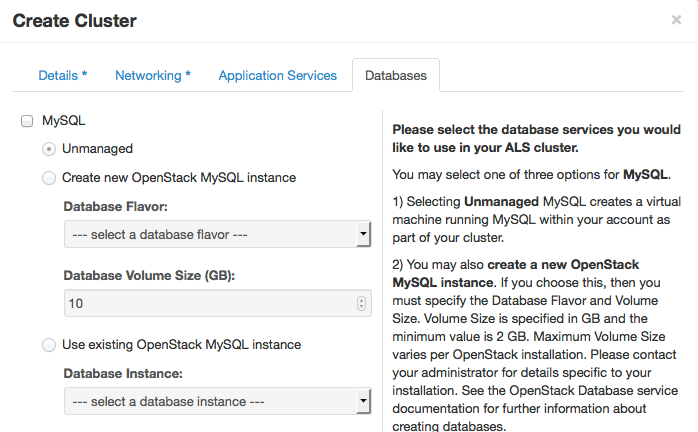 Create Cluster
×
Details *
Networking *
Application Services
Databases
MySQL
Unmanaged
Create new OpenStack MySQL instance
Database Flavor:
--- select a database flavor ---
Database Volume Size (GB):
10
Use existing OpenStack MySQL instance
Database Instance:
--- select a database instance ---
Please select the database services you would
like to use in your ALS cluster.
You may select one of three options for MySQL.
1) Selecting Unmanaged MySQL creates a virtual
machine running MySQL within your account as
part of your cluster.
2) You may also create a new OpenStack
MySQL instance. If you choose this, then you
must specify the Database Flavor and Volume
Size. Volume Size is specified in GB and the
minimum value is 2 GB. Maximum Volume Size
varies per OpenStack installation. Please contact
your administrator for details specific to your
installation. See the OpenStack Database service
documentation for further information about
creating databases.